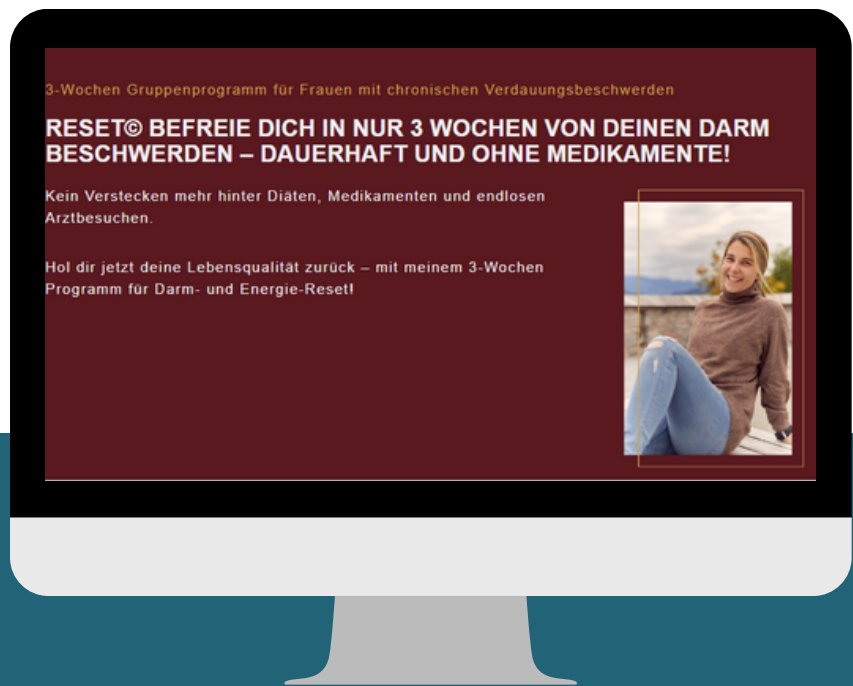 3-Wochen Gruppenprogramm für Frauen mit chronischen Verdauungsbeschwerden
RESET© BEFREIE DICH IN NUR 3 WOCHEN VON DEINEN DARM
BESCHWERDEN – DAUERHAFT UND OHNE MEDIKAMENTE!
Kein Verstecken mehr hinter Diäten, Medikamenten und endlosen
Arztbesuchen.
Hol dir jetzt deine Lebensqualität zurück – mit meinem 3-Wochen
Programm für Darm- und Energie-Reset!